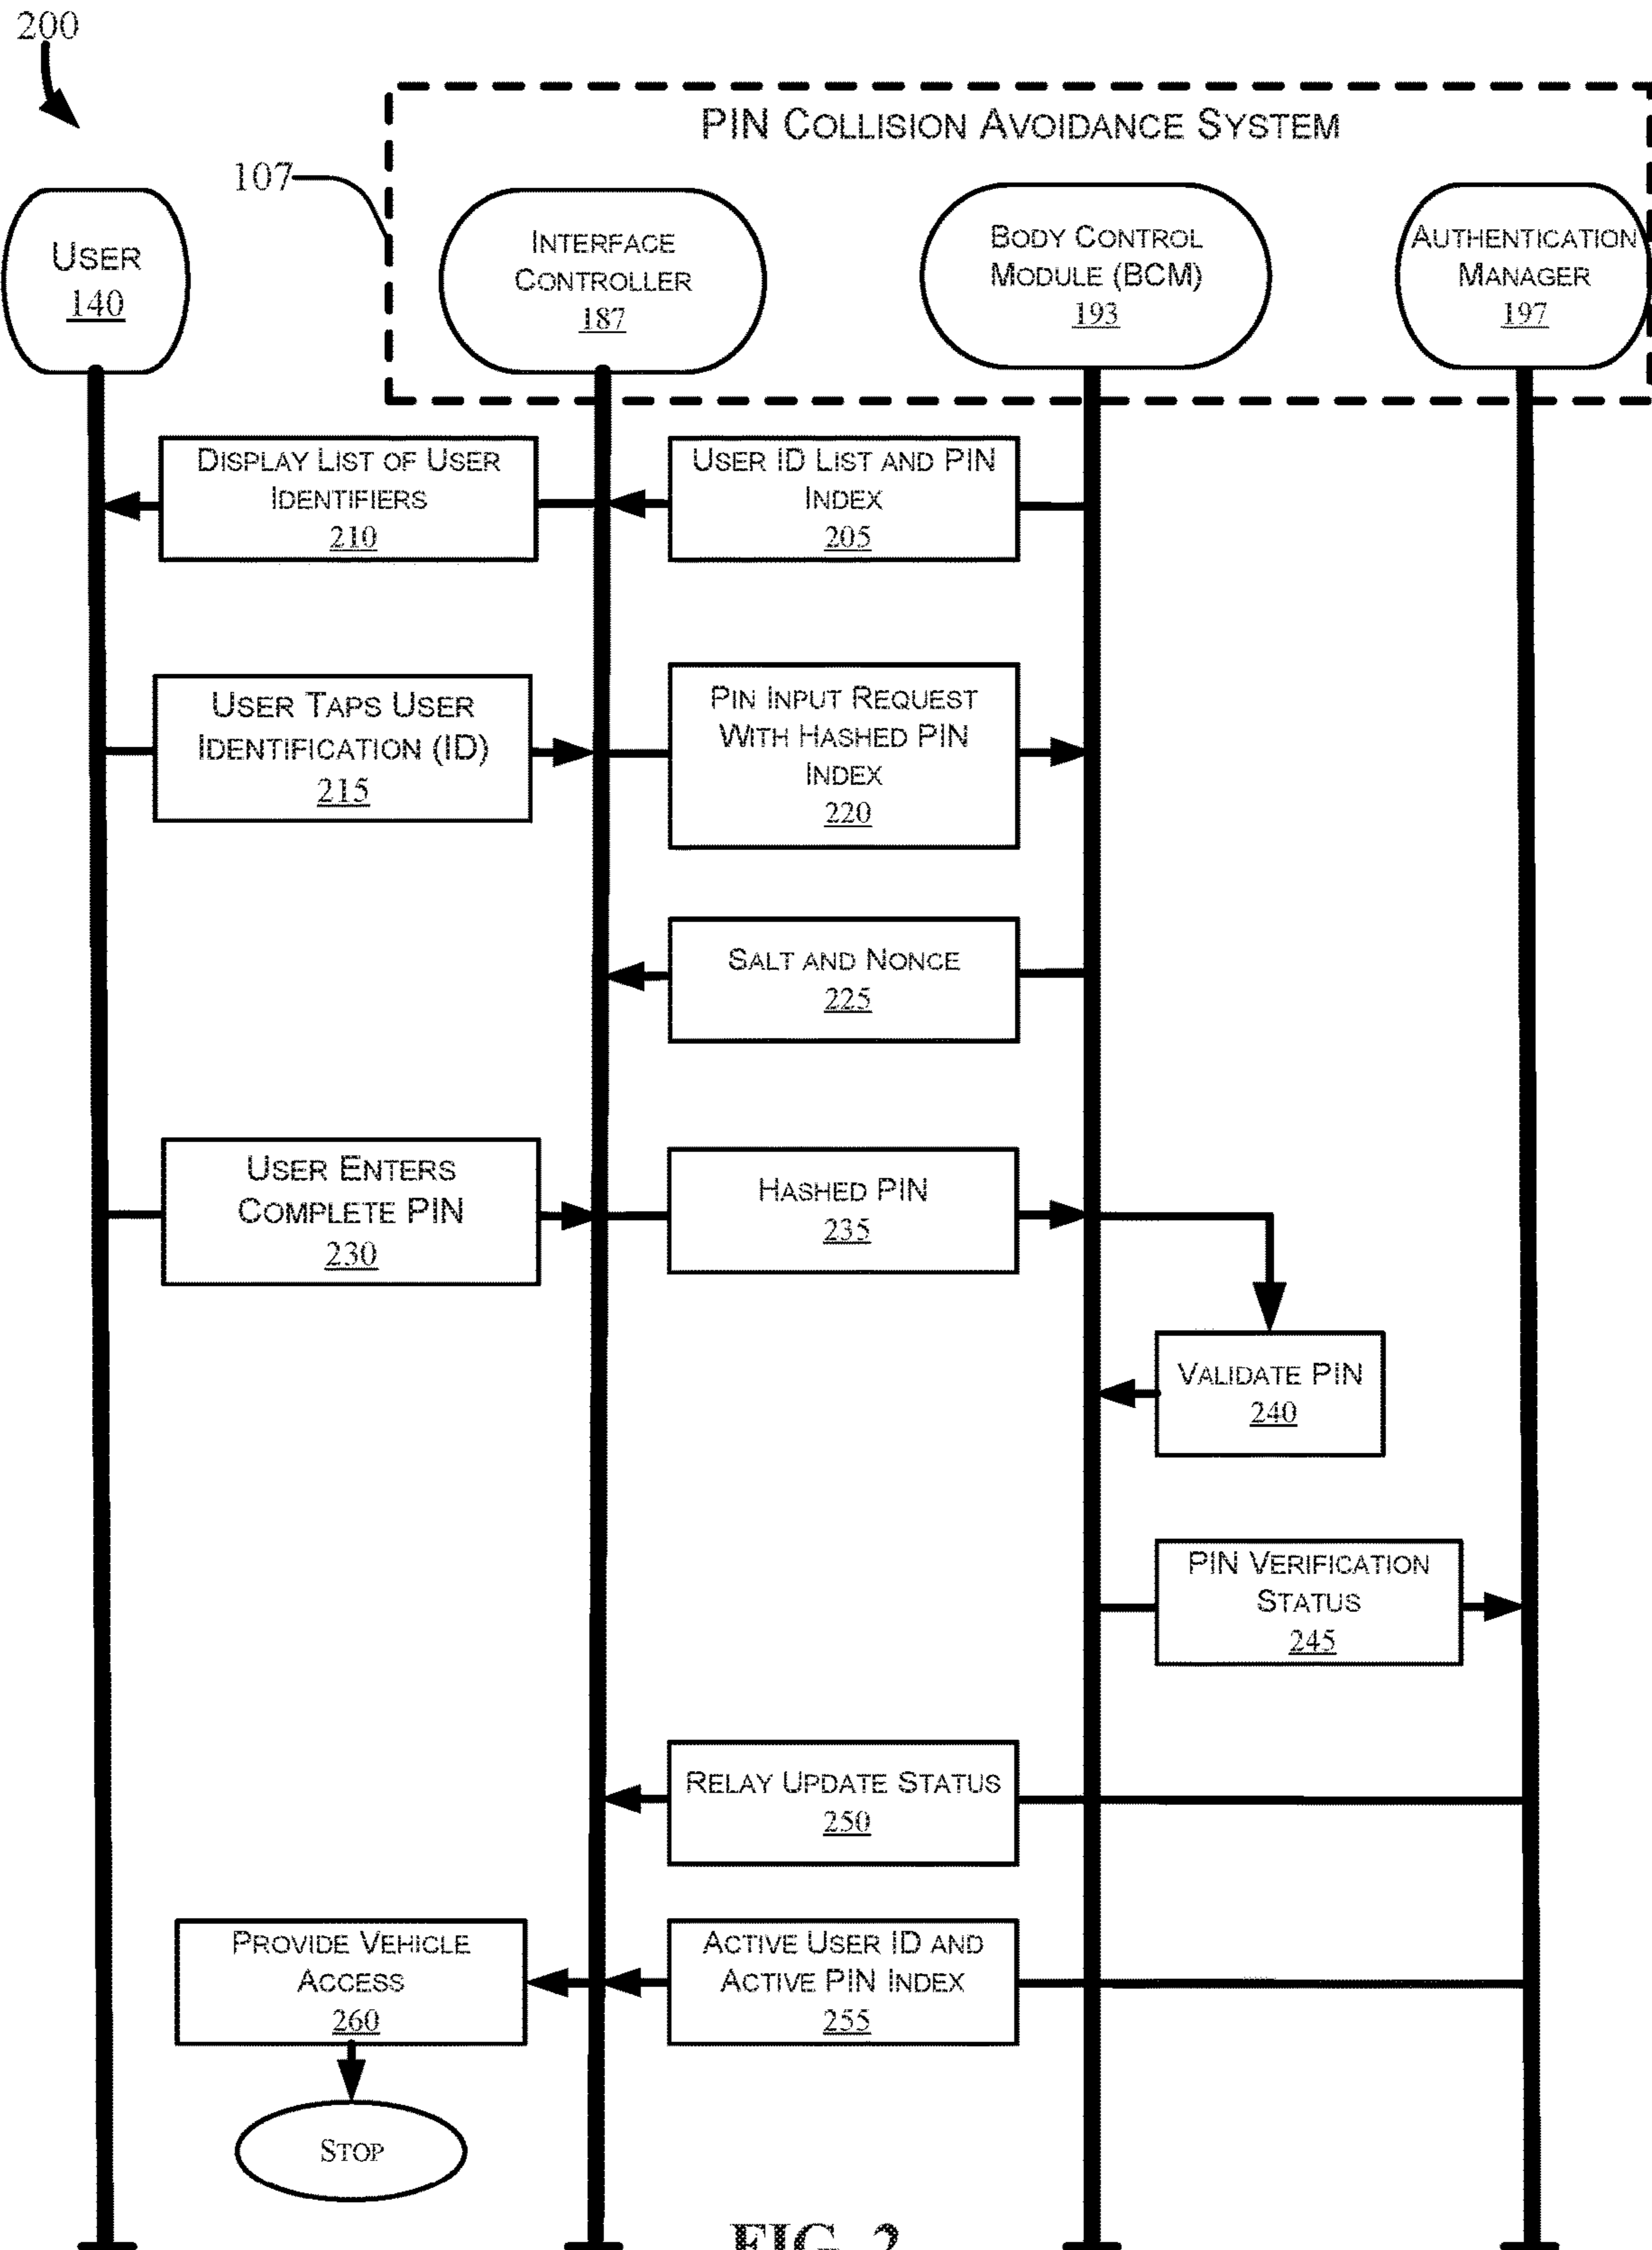 200
PIN COLLISION AVOIDANCE SYSTEM
107
USER
140
INTERFACE
CONTROLLER
187
BODY CONTROL
MODULE (BCM)
193
AUTHENTICATION
MANAGER
197
DISPLAY LIST OF USER
IDENTIFIERS
210
USER ID LIST AND PIN
INDEX
205
USER TAPS USER
IDENTIFICATION (ID)
215
PIN INPUT REQUEST
WITH HASHED PIN
INDEX
220
SALT AND NONCE
225
USER ENTERS
COMPLETE PIN
230
HASHED PIN
235
VALIDATE PIN
240
PIN VERIFICATION
STATUS
245
RELAY UPDATE STATUS
250
PROVIDE VEHICLE
ACCESS
260
ACTIVE USER ID AND
ACTIVE PIN INDEX
255
STOP
FIG. 2